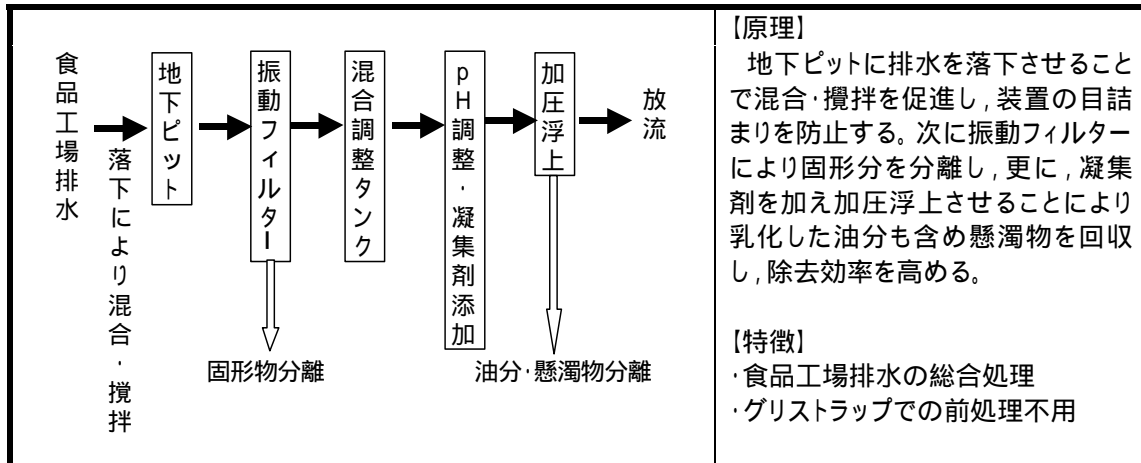 食品工場排水
落下により混合・攪拌
地下ピット
振動フィルター
混合調整タンク
pH調整・凝集剤添加
加圧浮上
放流
固形物分離
油分・懸濁物分離
【原理】
地下ピットに排水を落下させること
で混合・攪拌を促進し,装置の目詰
まりを防止する。次に振動フィルター
により固形分を分離し,更に,凝集
剤を加え加圧浮上させることにより
乳化した油分も含め懸濁物を回収
し,除去効率を高める。
【特徴】
・食品工場排水の総合処理
・グリストラップでの前処理不用